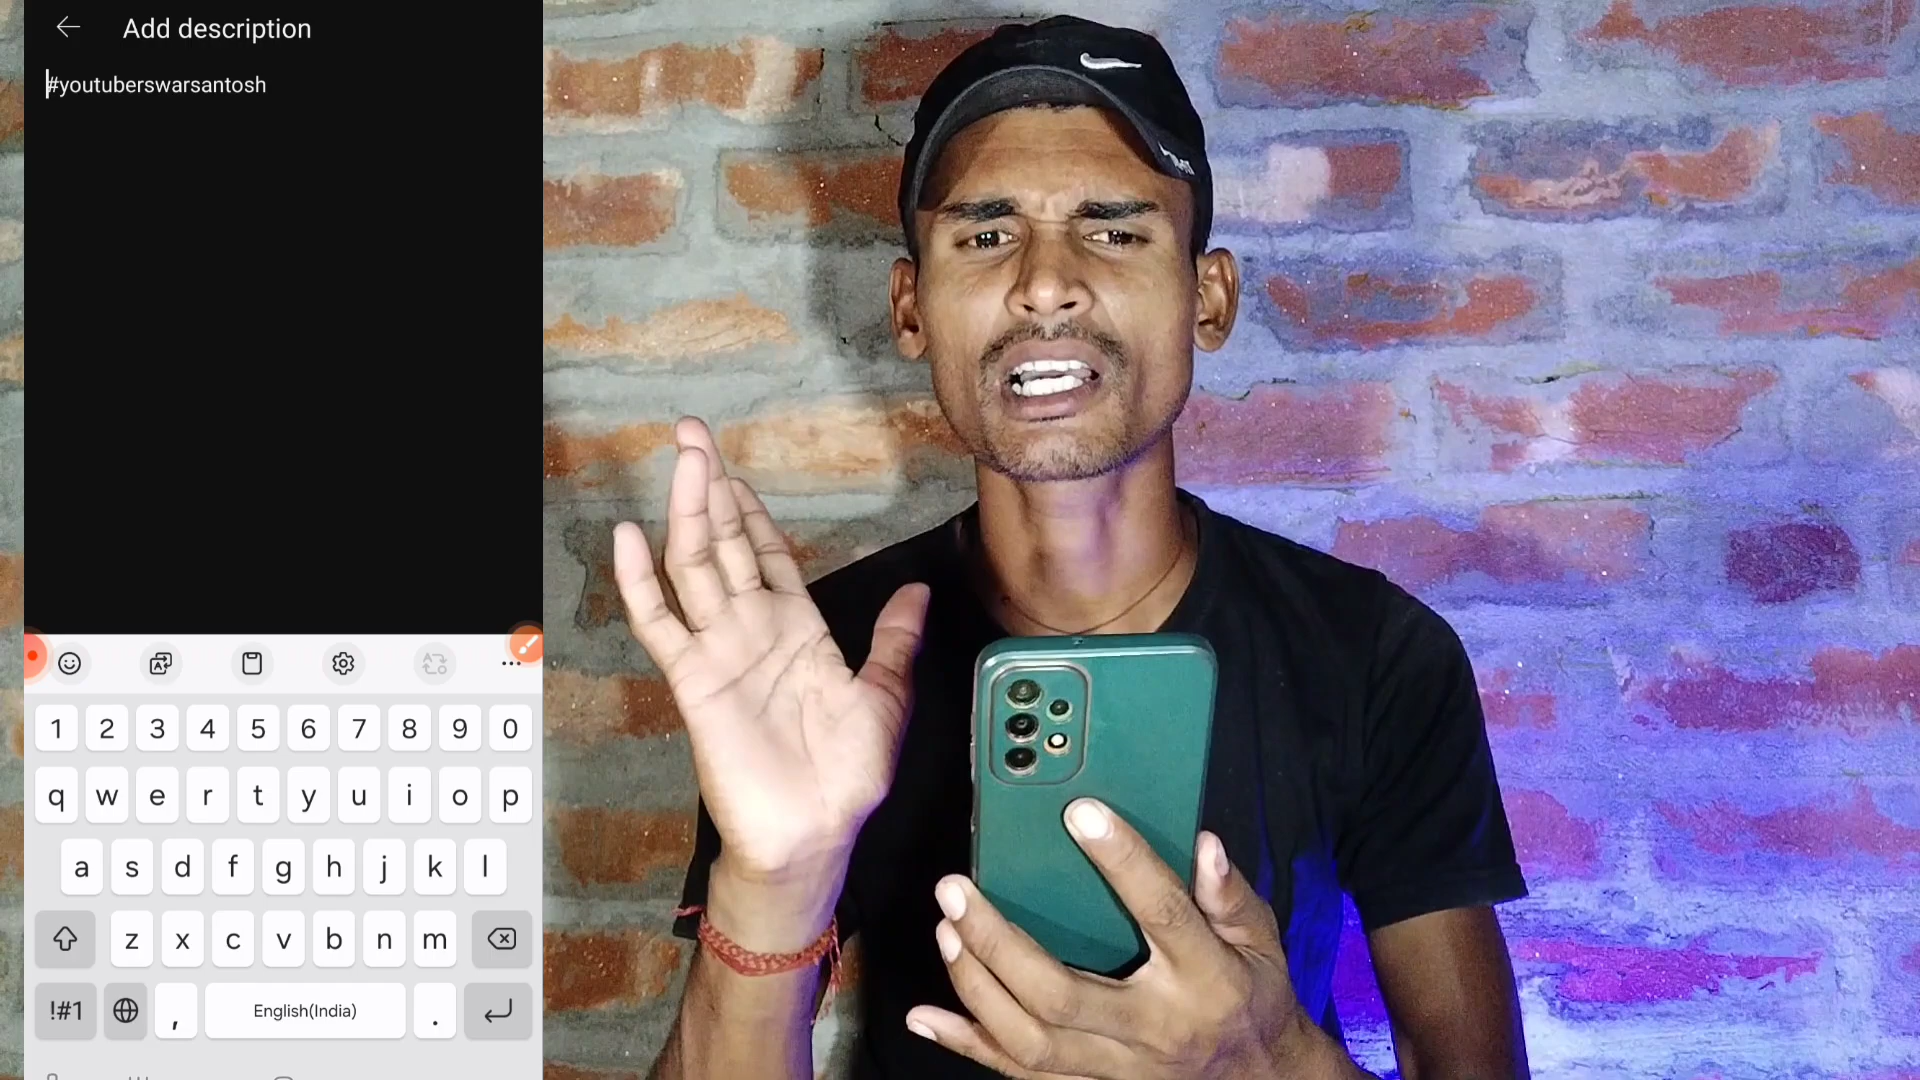 Add description
#youtuberswarsantosh
1 2 3 4 5 6 7 8 9 0
q w e r t y u i o p
a s d f g h j k l
z x c v b n m
!#1 , English(India) .